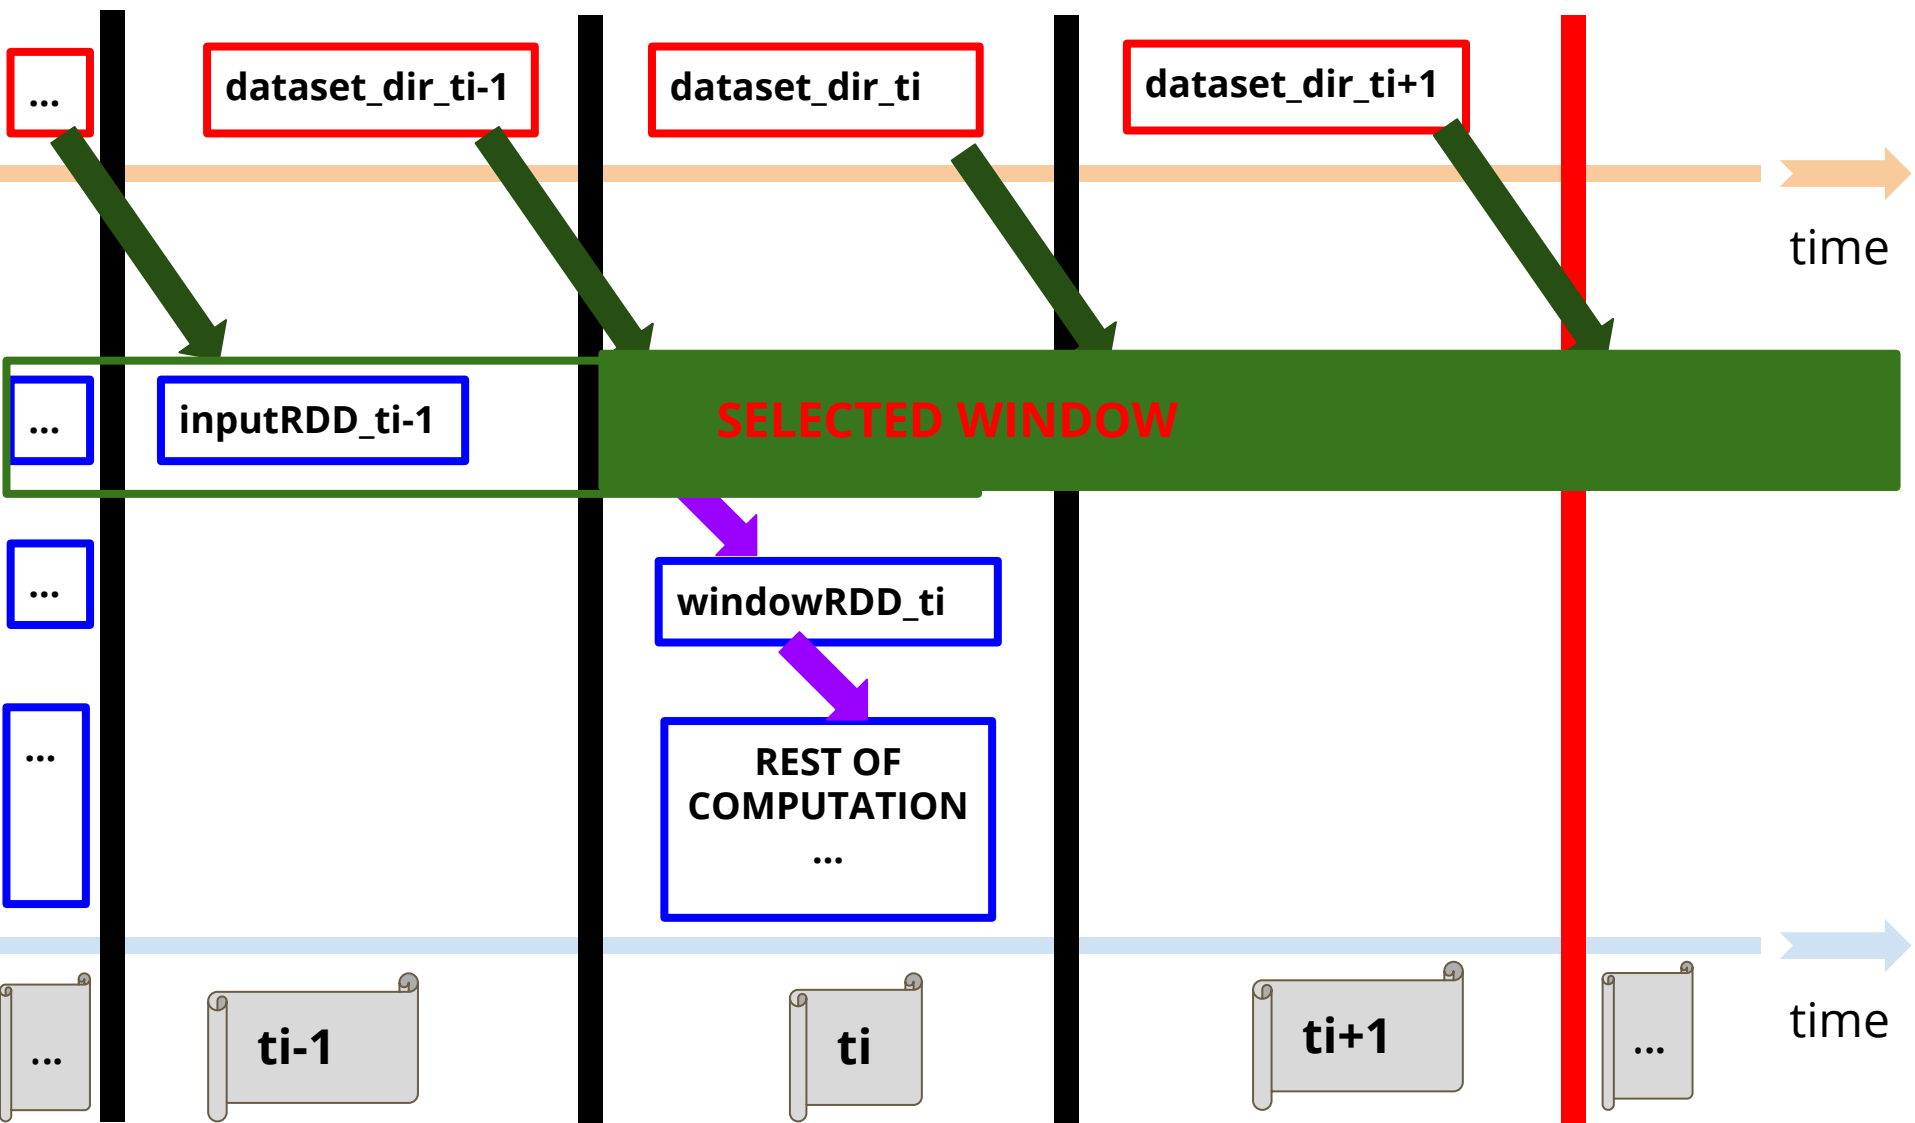 ...
dataset_dir_ti-1
dataset_dir_ti
dataset_dir_ti+1
time
...
inputRDD_ti-1
SELECTED WINDOW
...
windowRDD_ti
...
REST OF
COMPUTATION
...
...
ti-1
ti
ti+1
...
time